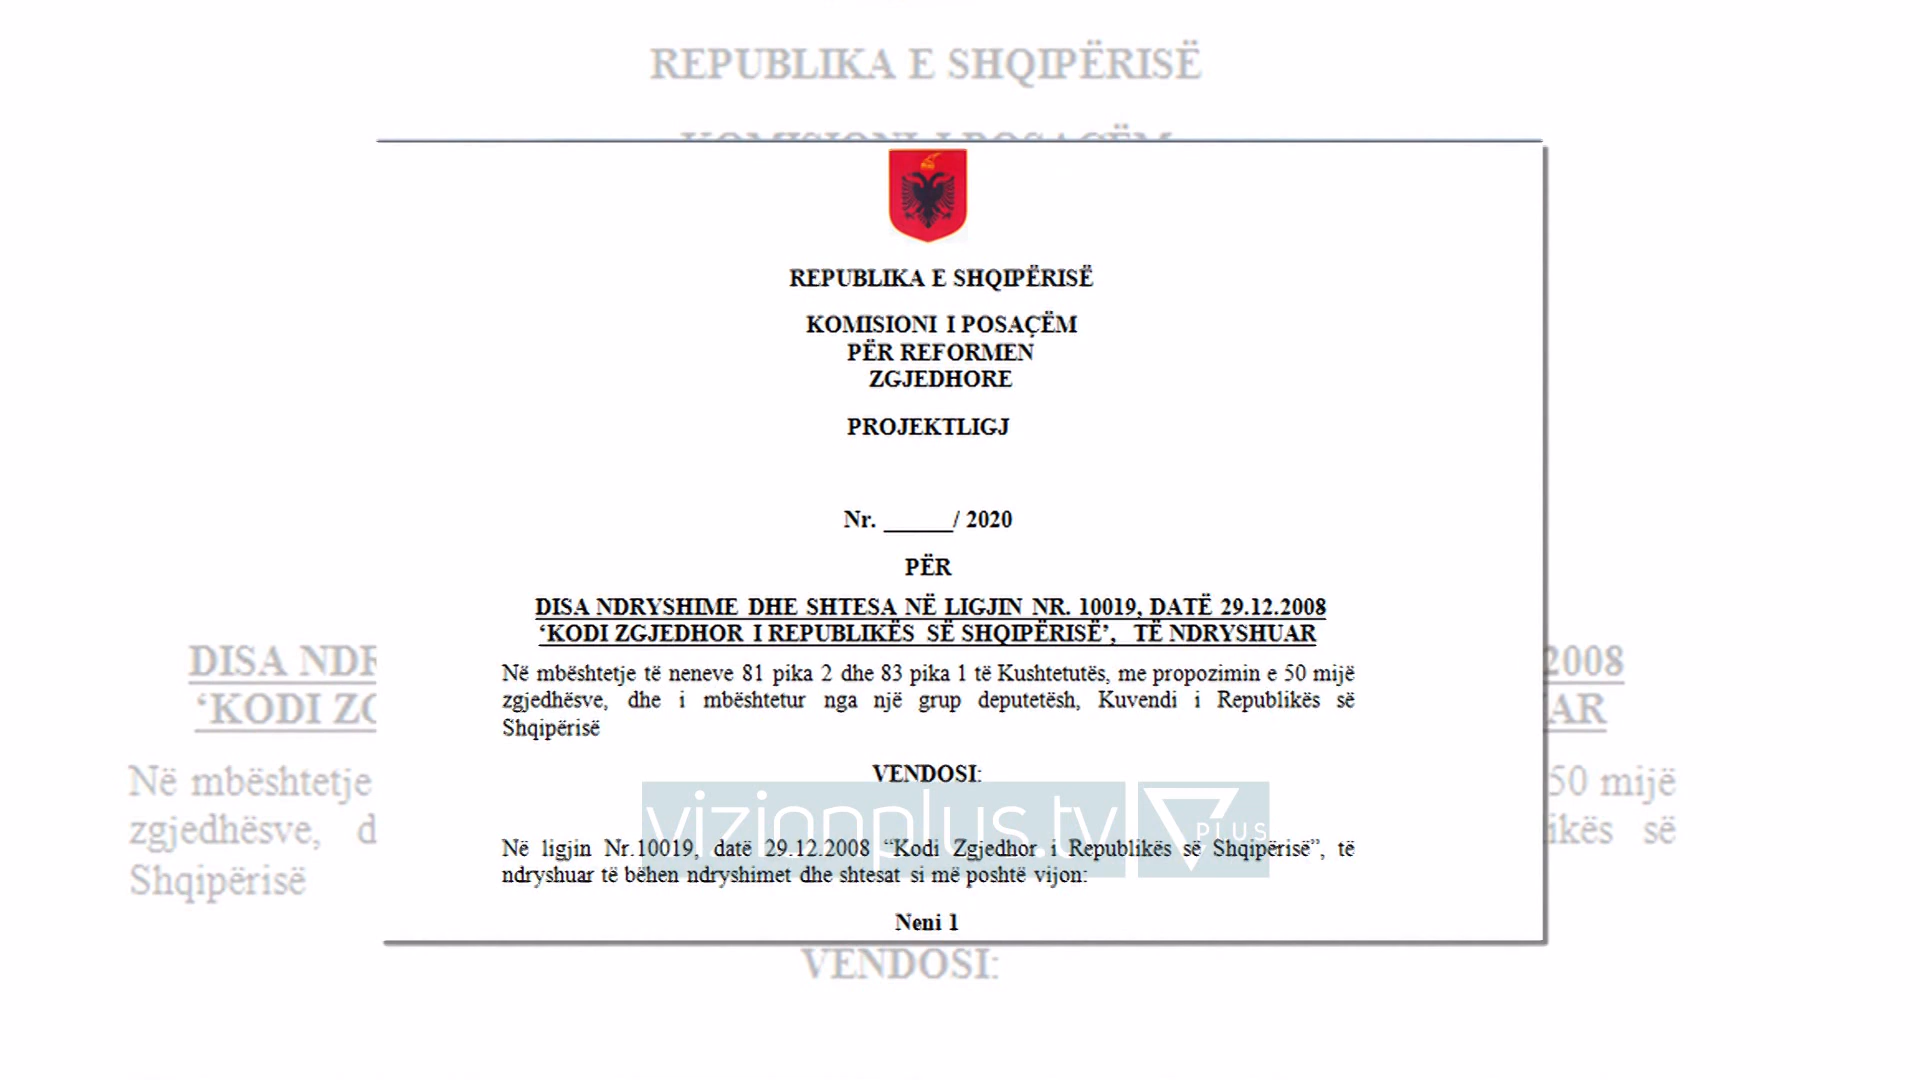 REPUBLIKA E SHQIPËRISË
KOMISIONI I POSAÇËM
REPUBLIKA E SHQIPËRISË
KOMISIONI I POSAÇËM
PËR REFORMEN
ZGJEDHORE
PROJEKTLIGJ
Nr. ______/ 2020
PËR
DISA NDRYSHIME DHE SHTESA NË LIGJIN NR. 10019, DATË 29.12.2008
‘KODI ZGJEDHOR I REPUBLIKËS SË SHQIPËRISË’, TË NDRYSHUAR
Në mbështetje të neneve 81 pika 2 dhe 83 pika 1 të Kushtetutës, me propozimin e 50 mijë
zgjedhësve, dhe i mbështetur nga një grup deputetësh, Kuvendi i Republikës së
Shqipërisë
VENDOSI:
vizionplus.tv PLUS
Në ligjin Nr.10019, datë 29.12.2008 “Kodi Zgjedhor i Republikës së Shqipërisë”, të
ndryshuar të bëhen ndryshimet dhe shtesat si më poshtë vijon:
Neni 1
DISA NDR 2008
‘KODI ZG AR
Në mbështetje 50 mijë
zgjedhësve, d ikës së
Shqipërisë
VENDOSI: